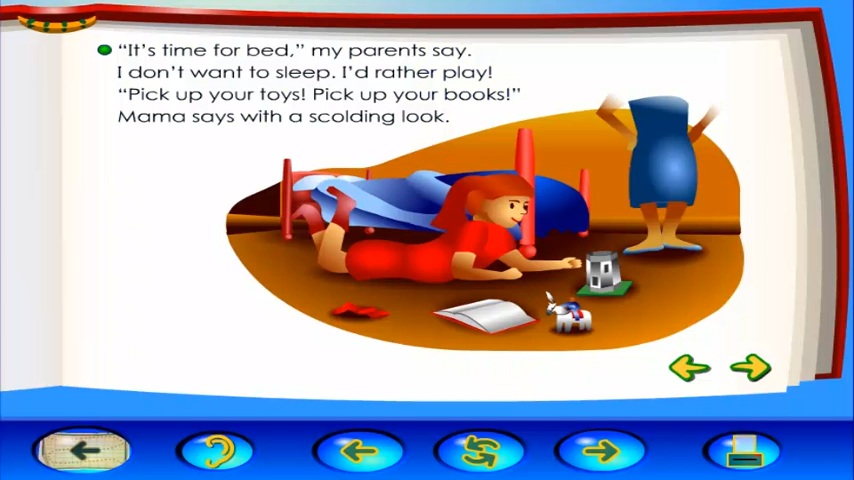 “It’s time for bed,” my parents say.
I don’t want to sleep. I’d rather play!
“Pick up your toys! Pick up your books!”
Mama says with a scolding look.